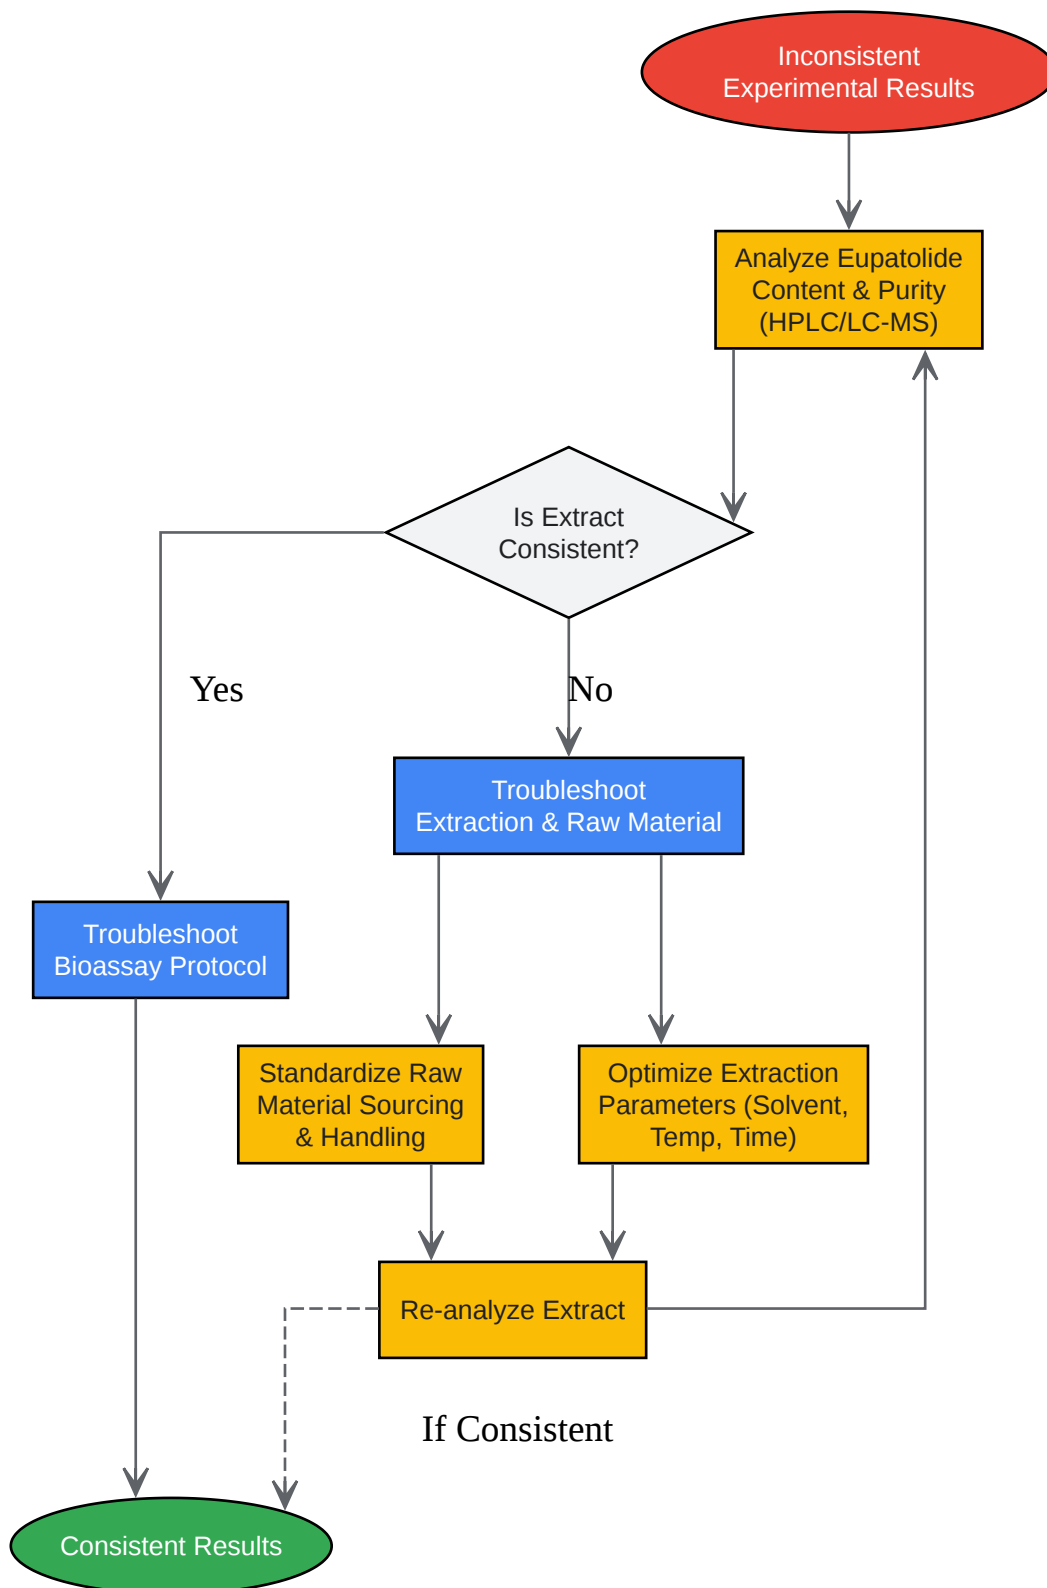 Inconsistent
Experimental Results
Analyze Eupatolide
Content & Purity
(HPLC/LC-MS)
Is Extract
Consistent?
Yes
No
Troubleshoot
Extraction & Raw Material
Troubleshoot
Bioassay Protocol
Standardize Raw
Material Sourcing
& Handling
Optimize Extraction
Parameters (Solvent,
Temp, Time)
Re-analyze Extract
If Consistent
Consistent Results